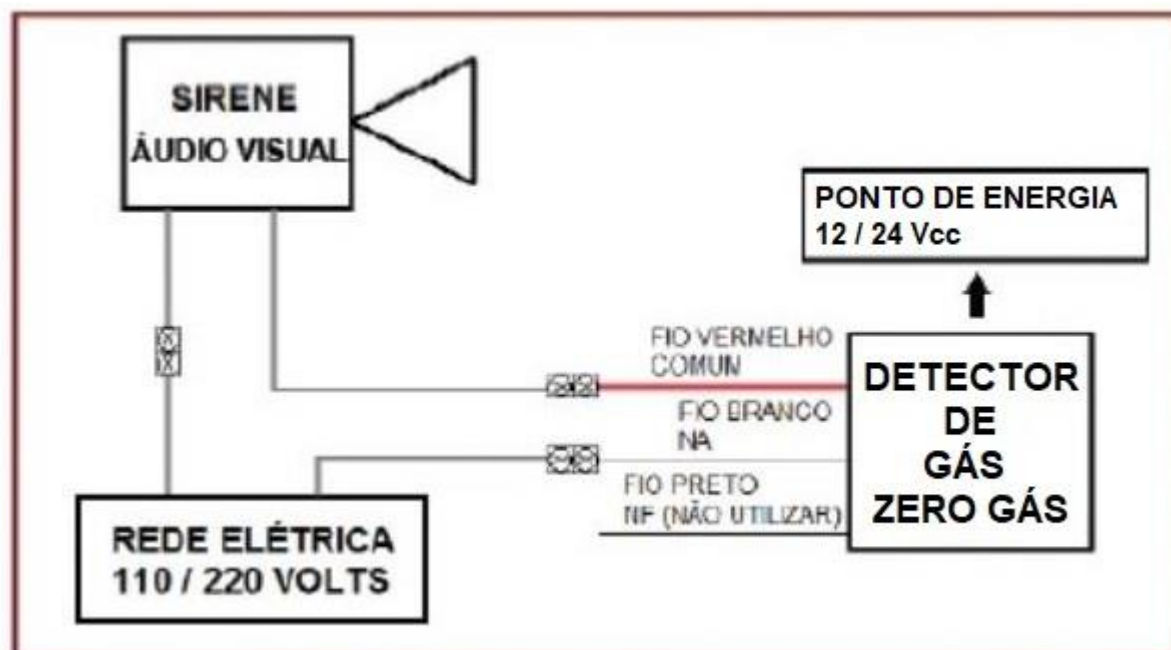 SIRENE
ÁUDIO VISUAL
PONTO DE ENERGIA
12 / 24 Vcc
FIO VERMELHO
COMUM
FIO BRANCO
NA
FIO PRETO
NF (NÃO UTILIZAR)
DETECTOR
DE
GÁS
ZERO GÁS
REDE ELÉTRICA
110 / 220 VOLTS